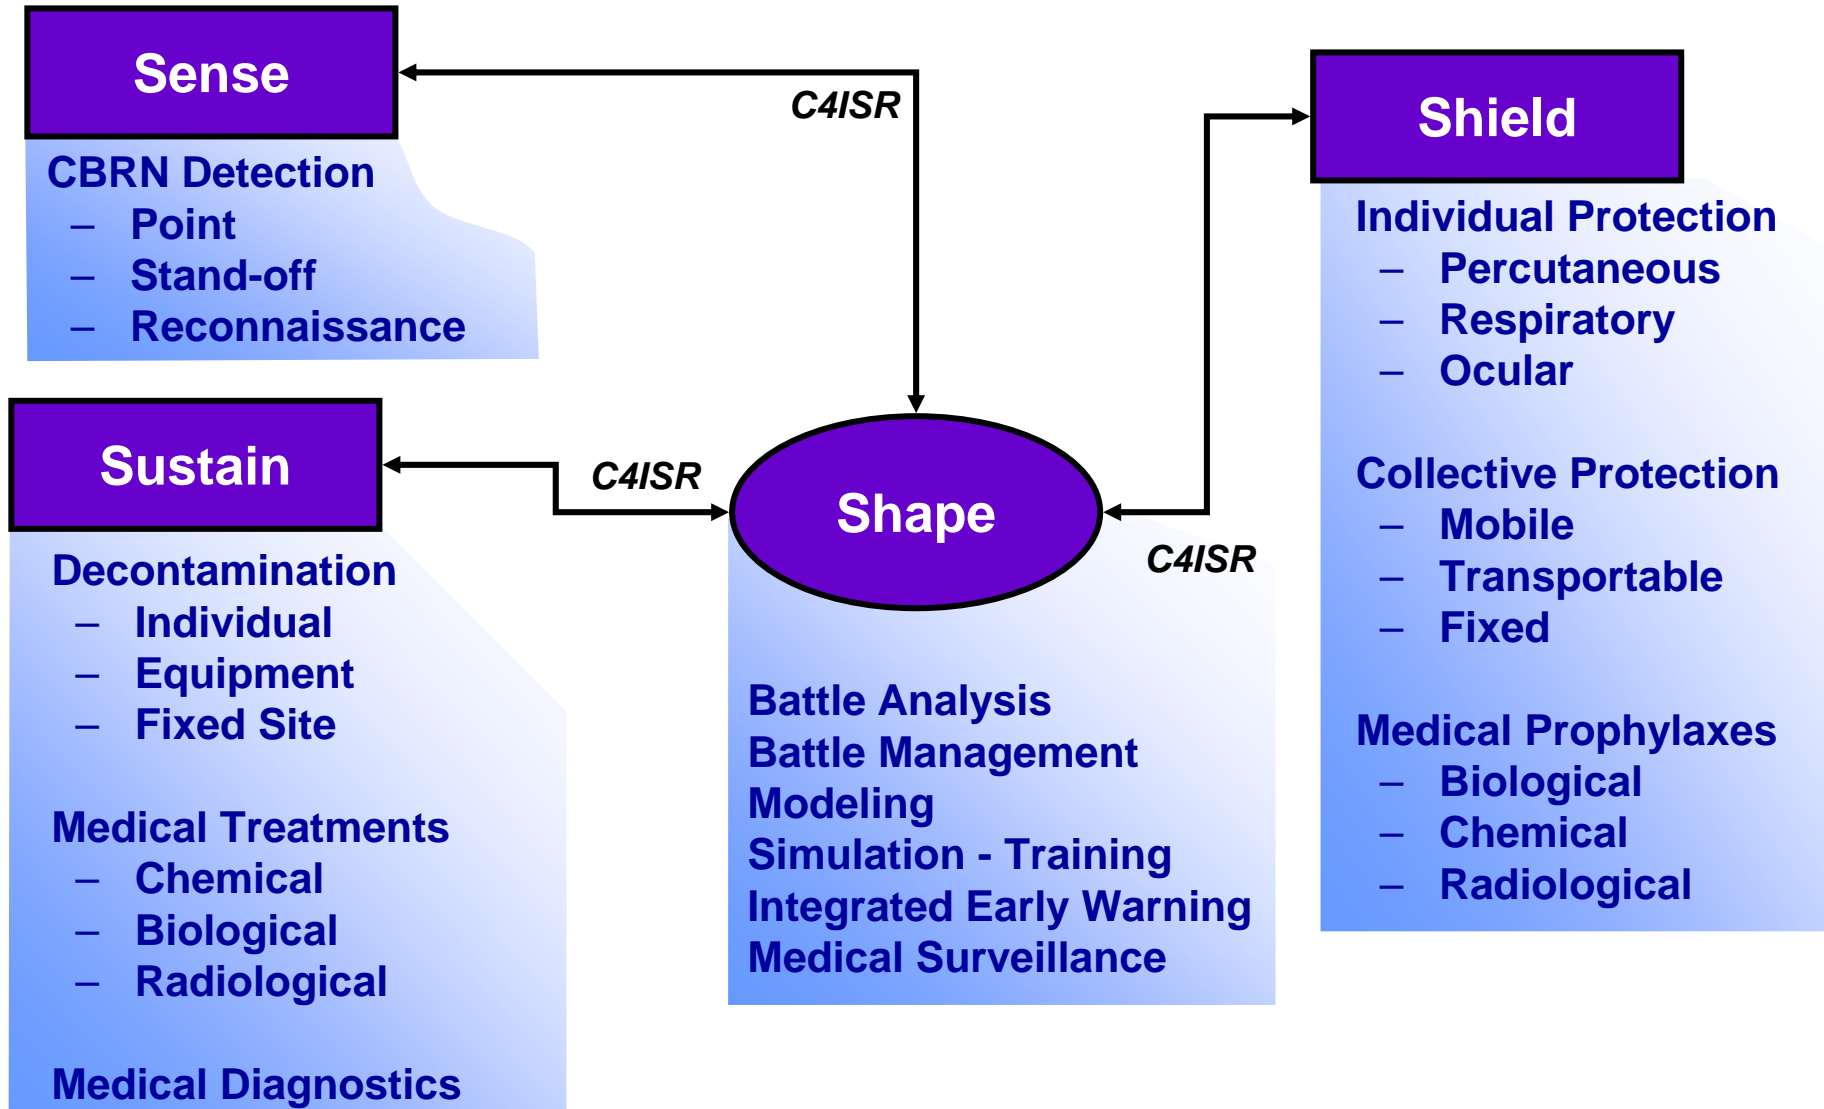 Sense
C4ISR
CBRN Detection
– Point
– Stand-off
– Reconnaissance
Sustain
C4ISR
Decontamination
– Individual
– Equipment
– Fixed Site
Medical Treatments
– Chemical
– Biological
– Radiological
Medical Diagnostics
Shape
C4ISR
Battle Analysis
Battle Management
Modeling
Simulation - Training
Integrated Early Warning
Medical Surveillance
Shield
Individual Protection
– Percutaneous
– Respiratory
– Ocular
Collective Protection
– Mobile
– Transportable
– Fixed
Medical Prophylaxes
– Biological
– Chemical
– Radiological